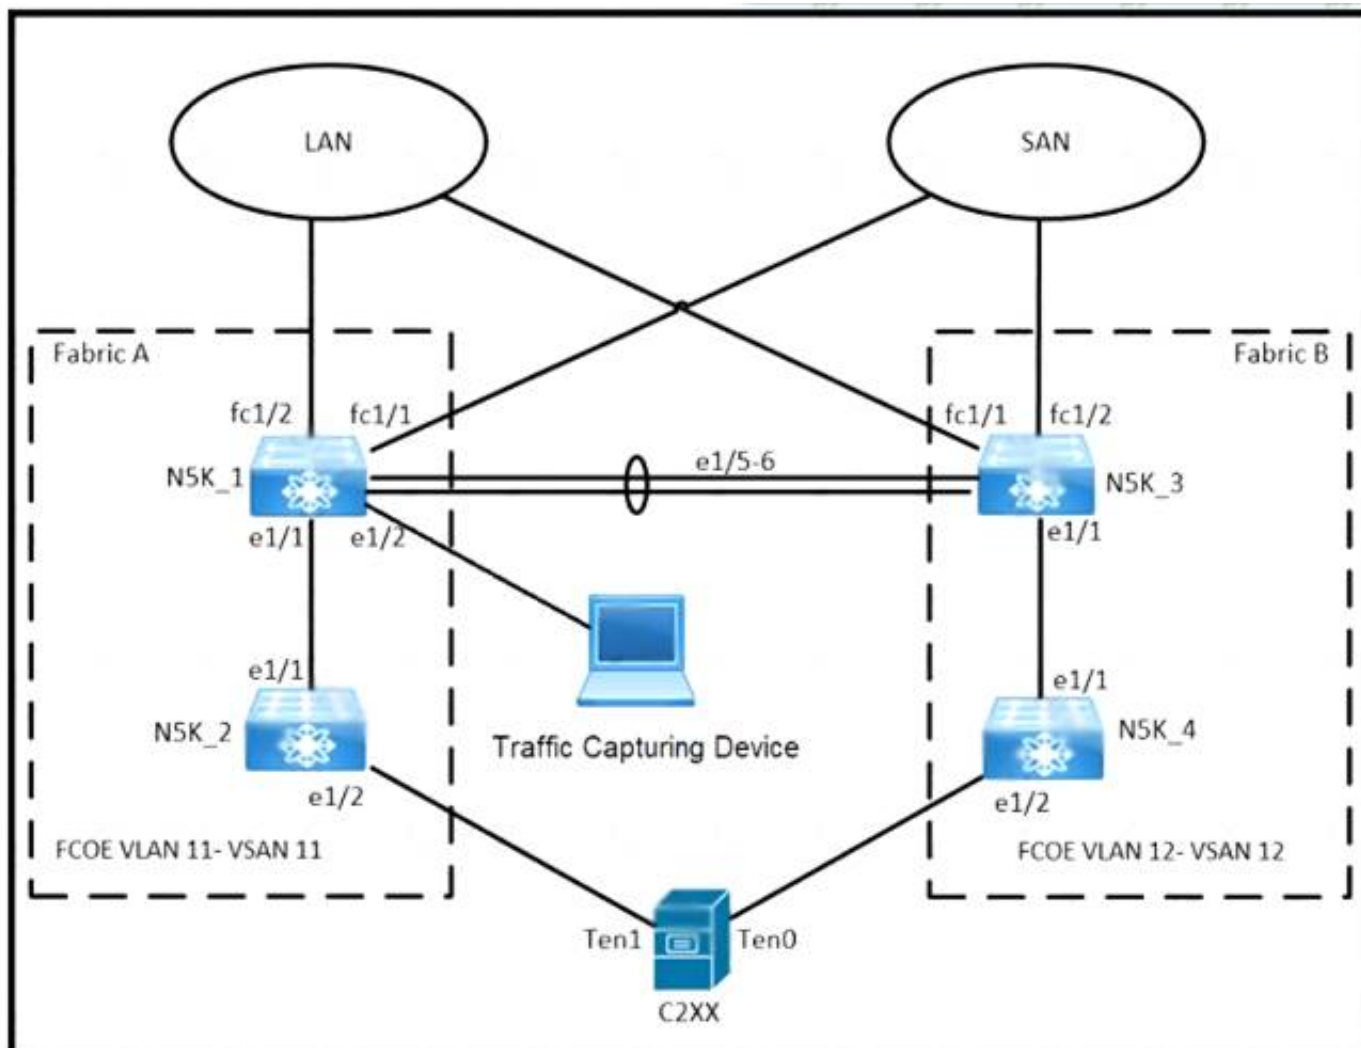 LAN
SAN
Fabric A
Fabric B
fc1/2
fc1/1
fc1/1
fc1/2
N5K_1
e1/5-6
N5K_3
e1/1
e1/2
e1/1
e1/1
e1/1
N5K_2
Traffic Capturing Device
N5K_4
e1/2
e1/2
FCOE VLAN 11- VSAN 11
FCOE VLAN 12- VSAN 12
Ten1
Ten0
C2XX